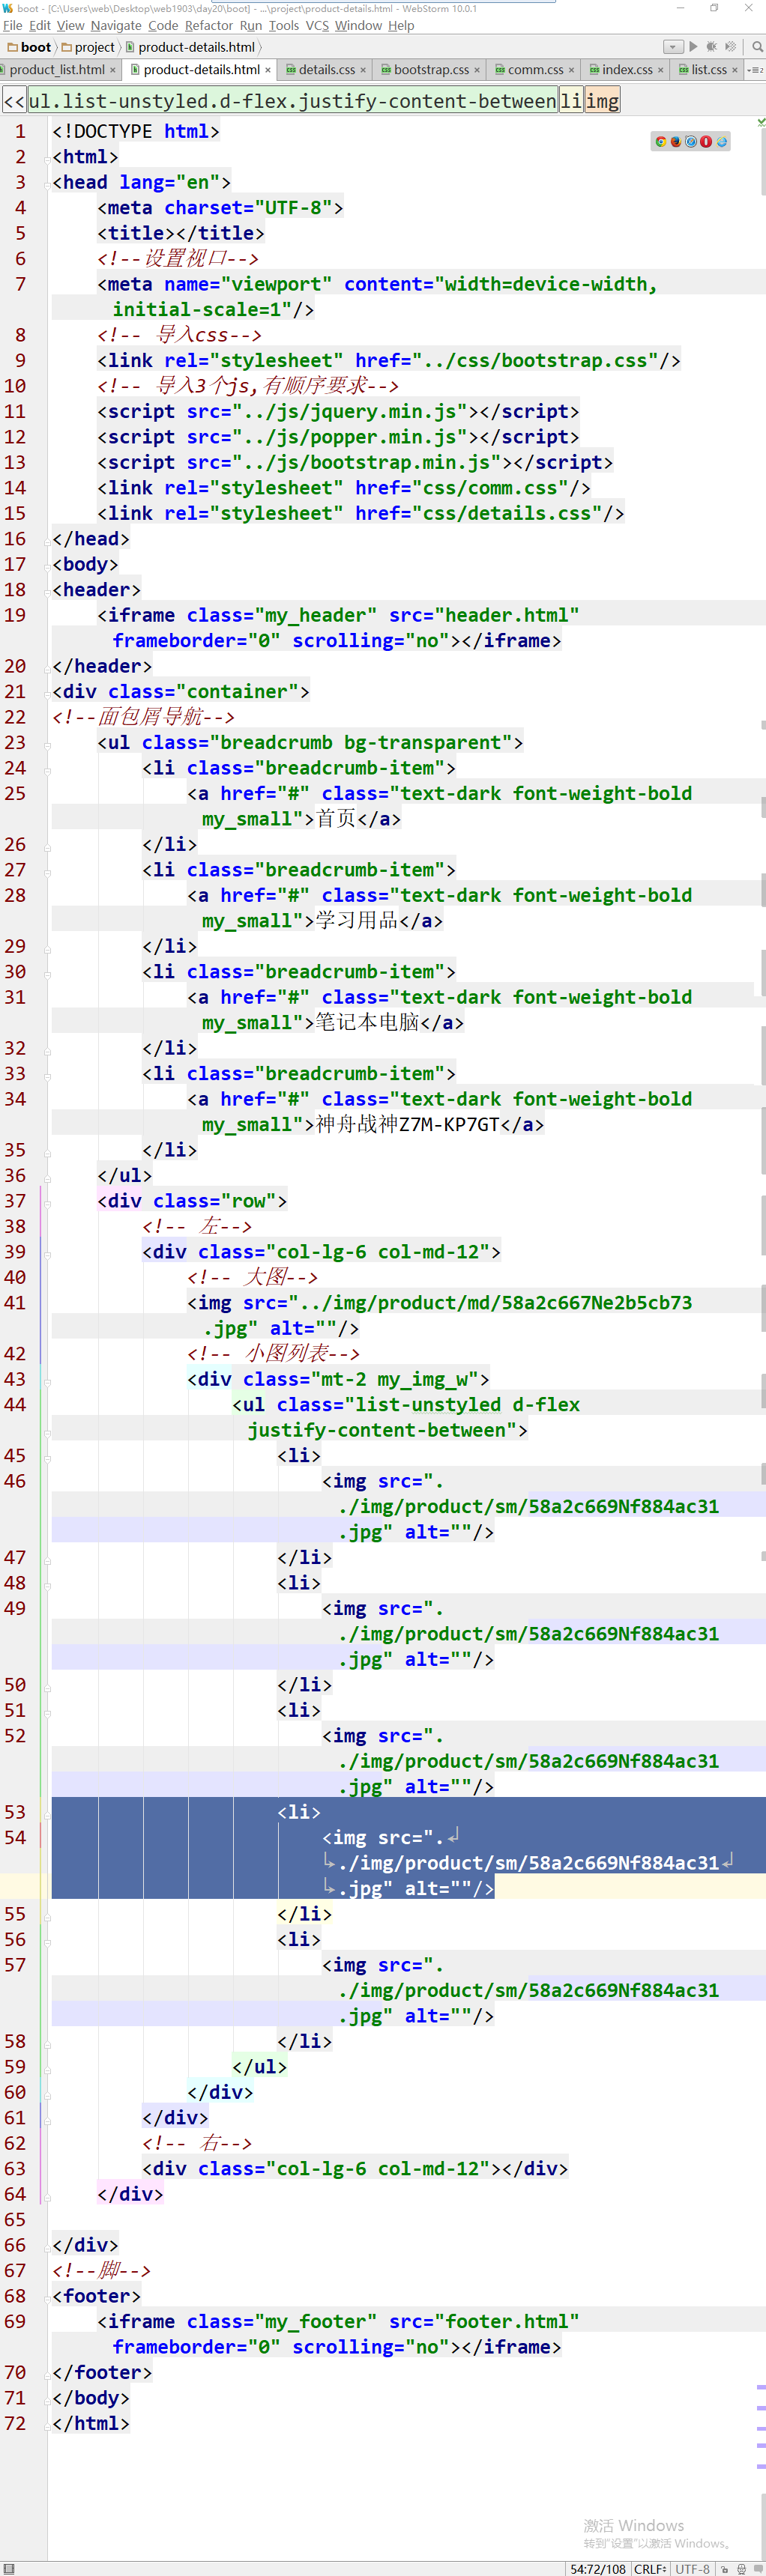 boot - [C:\Users\web\Desktop\web1903\day20\boot] - ...\project\product-details.html - WebStorm 10.0.1
File Edit View Navigate Code Refactor Run Tools VCS Window Help
boot project product-details.html
product_list.html product-details.html details.css bootstrap.css comm.css index.css list.css
<< ul.list-unstyled.d-flex.justify-content-between li img
1 <!DOCTYPE html>
2 <html>
3 <head lang="en">
4 <meta charset="UTF-8">
5 <title></title>
6 <!--设置视口-->
7 <meta name="viewport" content="width=device-width,
initial-scale=1"/>
8 <!-- 导入css-->
9 <link rel="stylesheet" href="../css/bootstrap.css"/>
10 <!-- 导入3个js,有顺序要求-->
11 <script src="../js/jquery.min.js"></script>
12 <script src="../js/popper.min.js"></script>
13 <script src="../js/bootstrap.min.js"></script>
14 <link rel="stylesheet" href="css/comm.css"/>
15 <link rel="stylesheet" href="css/details.css"/>
16 </head>
17 <body>
18 <header>
19 <iframe class="my_header" src="header.html"
frameborder="0" scrolling="no"></iframe>
20 </header>
21 <div class="container">
22 <!--面包屑导航-->
23 <ul class="breadcrumb bg-transparent">
24 <li class="breadcrumb-item">
25 <a href="#" class="text-dark font-weight-bold
my_small">首页</a>
26 </li>
27 <li class="breadcrumb-item">
28 <a href="#" class="text-dark font-weight-bold
my_small">学习用品</a>
29 </li>
30 <li class="breadcrumb-item">
31 <a href="#" class="text-dark font-weight-bold
my_small">笔记本电脑</a>
32 </li>
33 <li class="breadcrumb-item">
34 <a href="#" class="text-dark font-weight-bold
my_small">神舟战神Z7M-KP7GT</a>
35 </li>
36 </ul>
37 <div class="row">
38 <!-- 左-->
39 <div class="col-lg-6 col-md-12">
40 <!-- 大图-->
41 <img src="../img/product/md/58a2c667Ne2b5cb73
.jpg" alt=""/>
42 <!-- 小图列表-->
43 <div class="mt-2 my_img_w">
44 <ul class="list-unstyled d-flex
justify-content-between">
45 <li>
46 <img src=".
./img/product/sm/58a2c669Nf884ac31
.jpg" alt=""/>
47 </li>
48 <li>
49 <img src=".
./img/product/sm/58a2c669Nf884ac31
.jpg" alt=""/>
50 </li>
51 <li>
52 <img src=".
./img/product/sm/58a2c669Nf884ac31
.jpg" alt=""/>
53 <li>
54 <img src=".
./img/product/sm/58a2c669Nf884ac31
.jpg" alt=""/>
55 </li>
56 <li>
57 <img src=".
./img/product/sm/58a2c669Nf884ac31
.jpg" alt=""/>
58 </li>
59 </ul>
60 </div>
61 </div>
62 <!-- 右-->
63 <div class="col-lg-6 col-md-12"></div>
64 </div>
65
66 </div>
67 <!--脚-->
68 <footer>
69 <iframe class="my_footer" src="footer.html"
frameborder="0" scrolling="no"></iframe>
70 </footer>
71 </body>
72 </html>
激活 Windows
转到"设置"以激活 Windows。
54:72/108 CRLF UTF-8